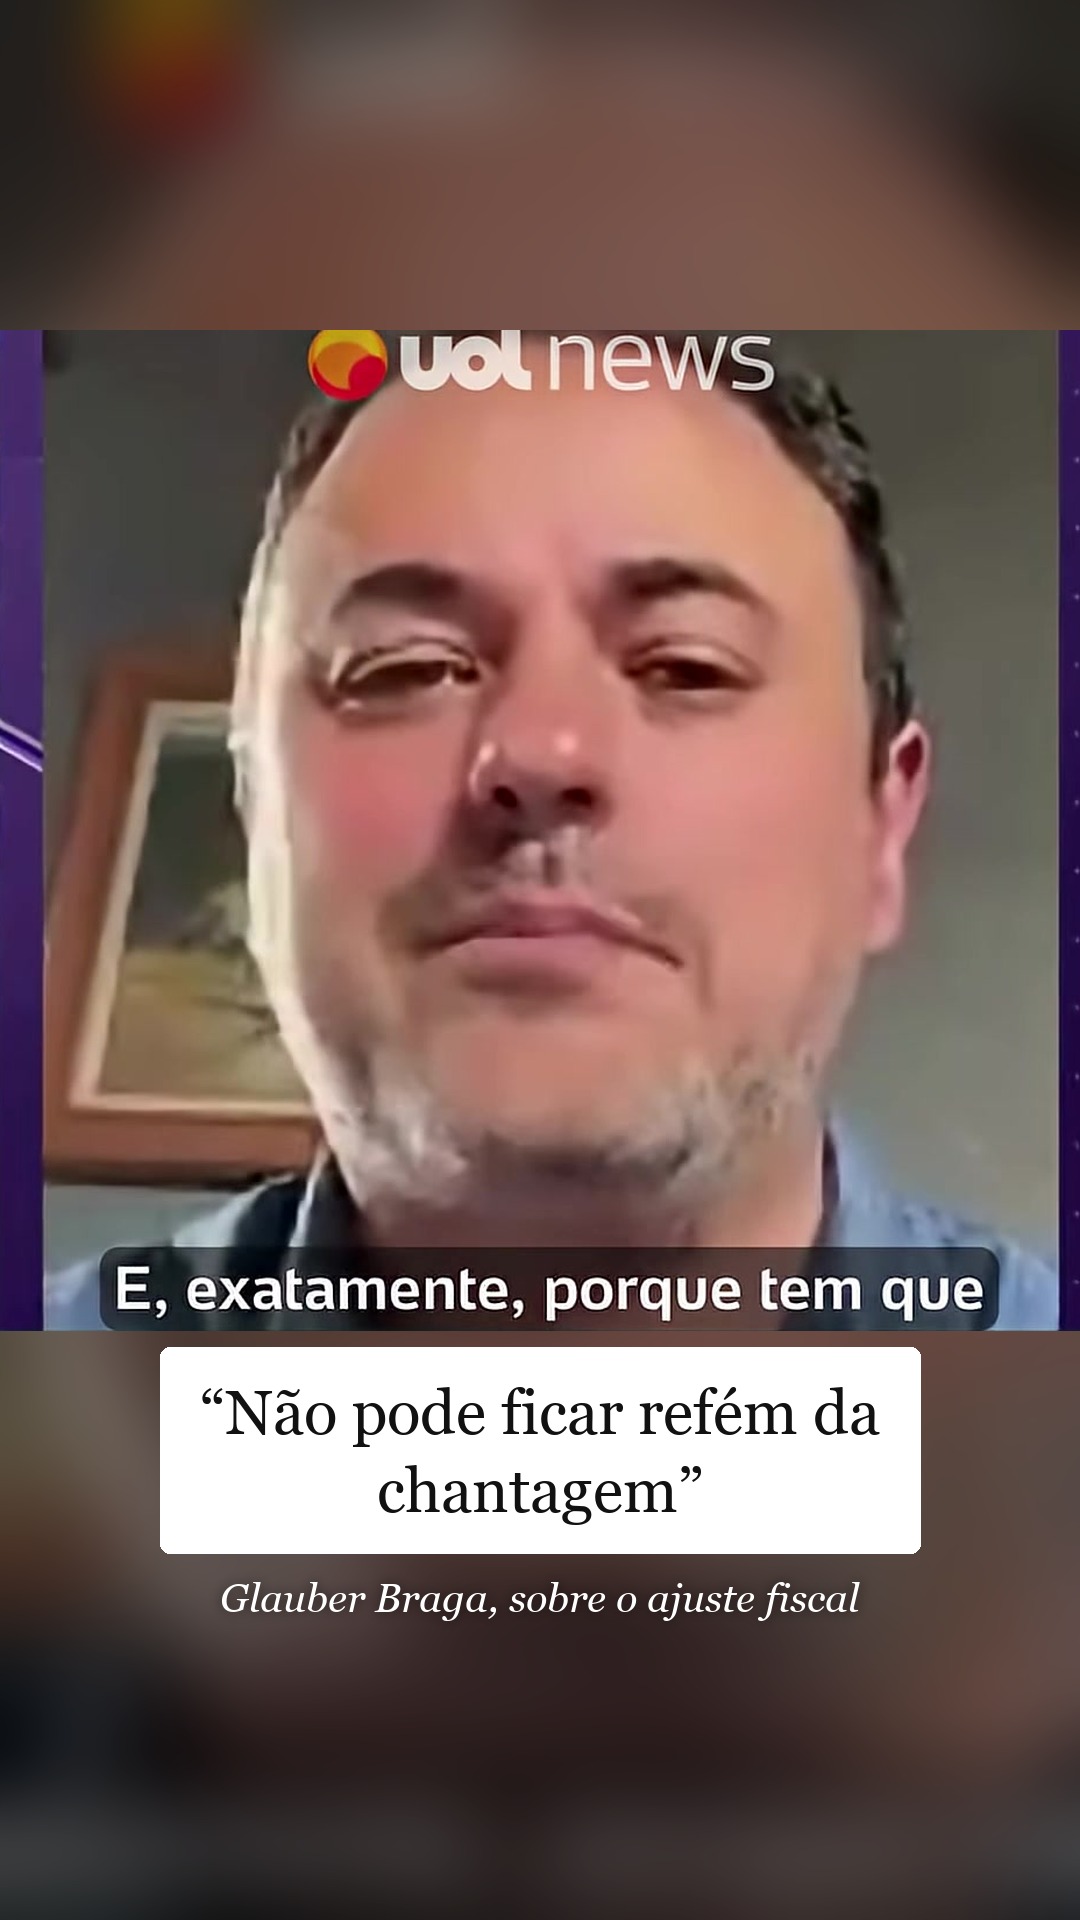 uol news
E, exatamente, porque tem que
“Não pode ficar refém da
chantagem”
Glauber Braga, sobre o ajuste fiscal